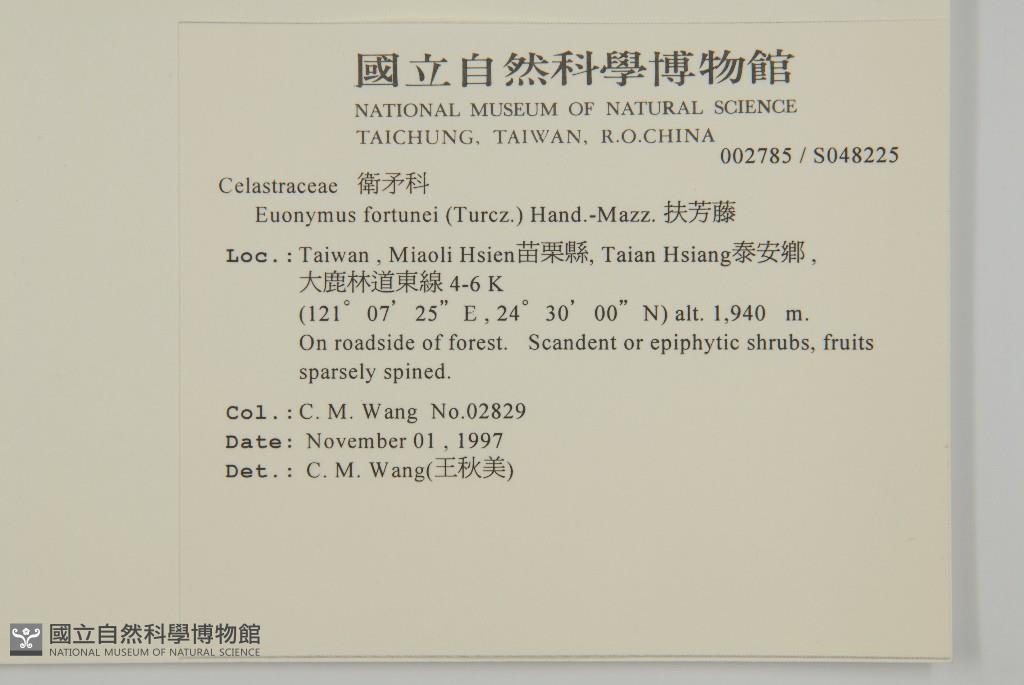 國立自然科學博物館
NATIONAL MUSEUM OF NATURAL SCIENCE
TAICHUNG, TAIWAN, R.O.CHINA
002785 / S048225
Celastraceae 衛矛科
Euonymus fortunei (Turcz.) Hand.-Mazz. 扶芳藤
Loc.: Taiwan , Miaoli Hsien苗栗縣, Taian Hsiang泰安鄉 ,
大鹿林道東線 4-6 K
(121° 07’ 25” E , 24° 30’ 00” N) alt. 1,940 m.
On roadside of forest. Scandent or epiphytic shrubs, fruits
sparsely spined.
Col.: C. M. Wang No.02829
Date: November 01 , 1997
Det.: C. M. Wang(王秋美)
國立自然科學博物館
NATIONAL MUSEUM OF NATURAL SCIENCE